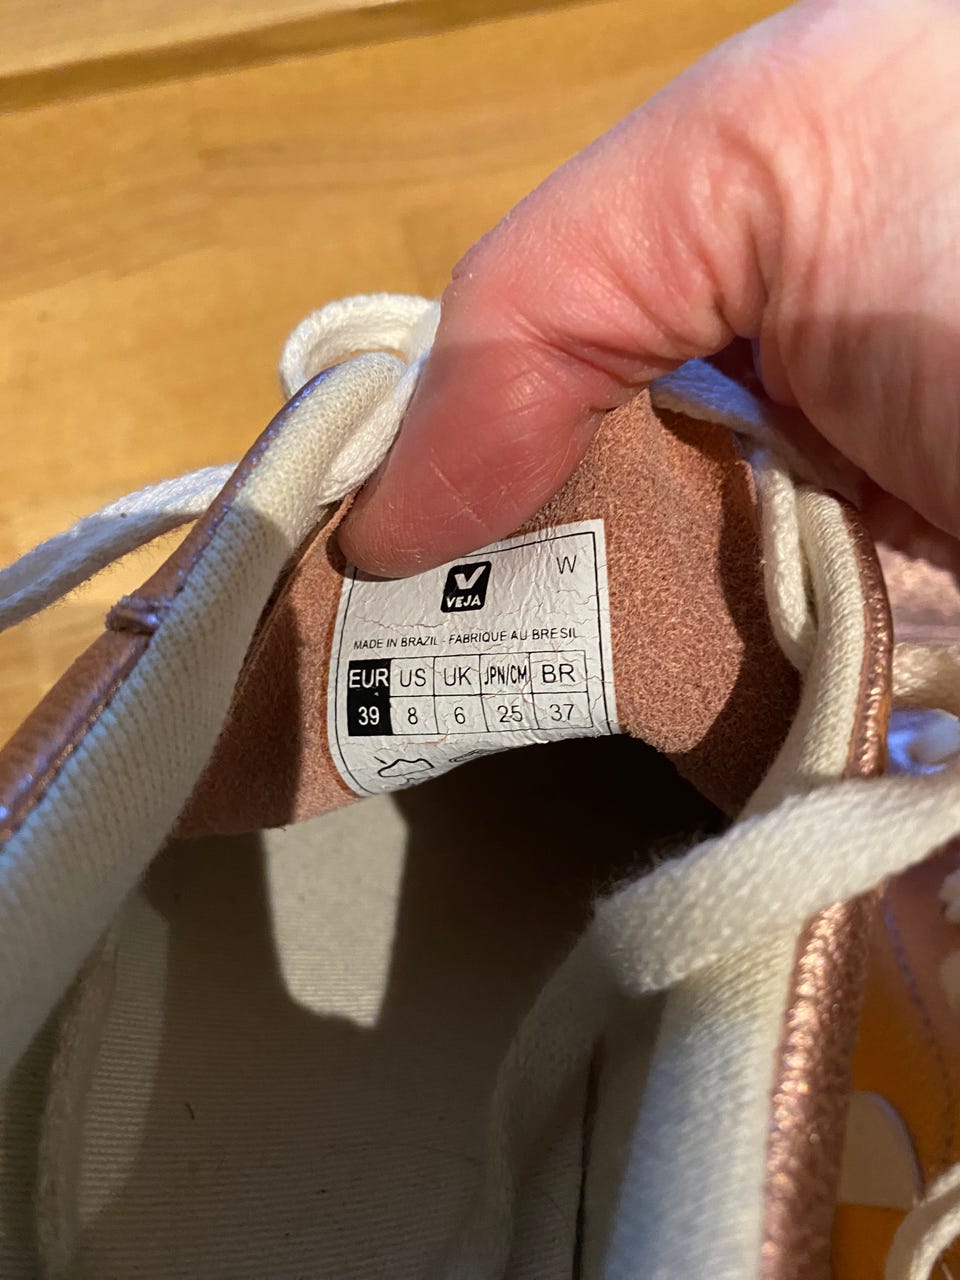 W
VEJA
MADE IN BRAZIL - FABRIQUE AU BRESIL
EUR US UK JPN/CM BR
39 8 6 25 37